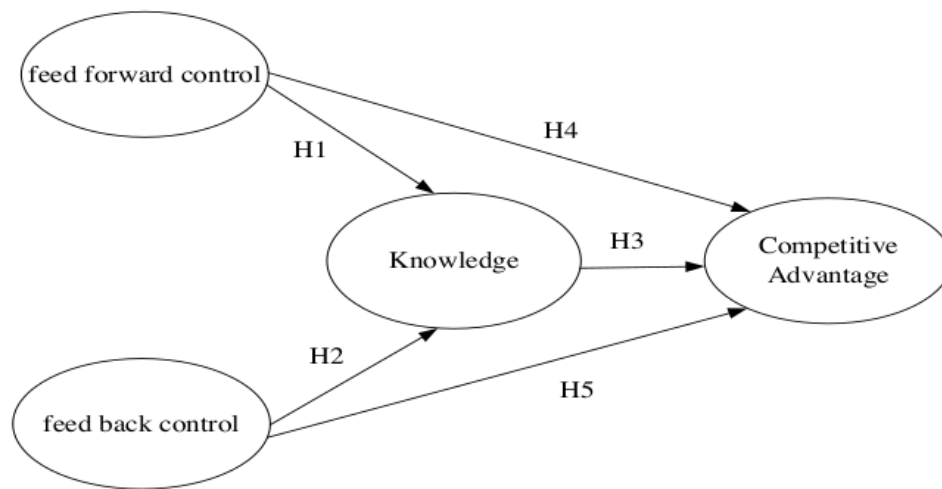 feed forward control
H4
H1
H3
Knowledge
Competitive
Advantage
H2
H5
feed back control